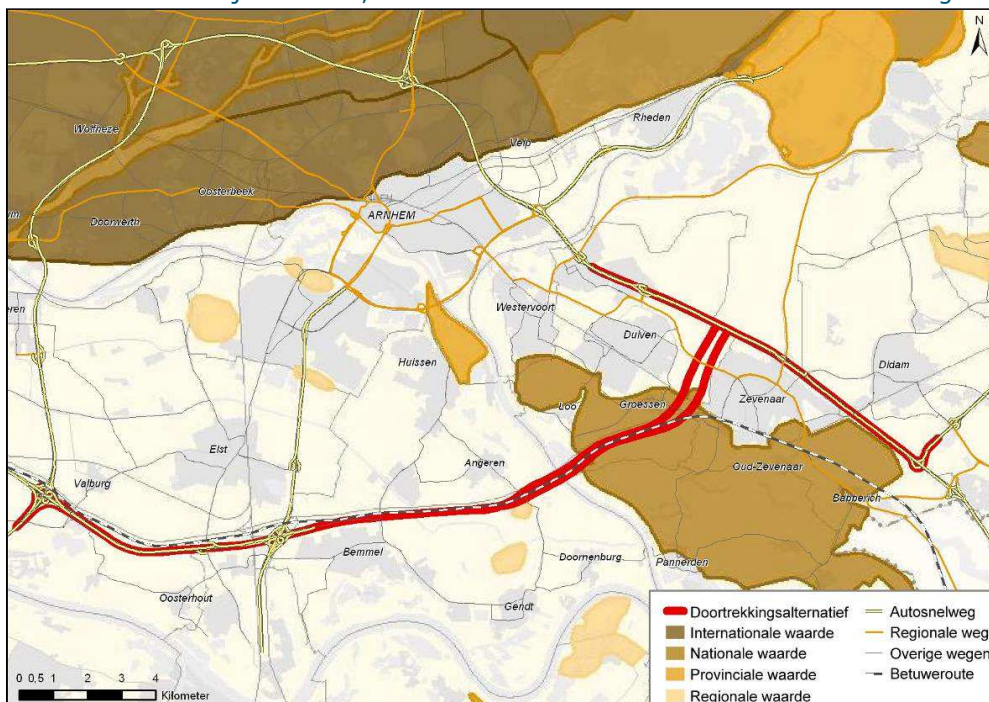 N
Wolfheze
Rheden
Velp
Oosterbeek
Doorwerth
ARNHEM
eren
Westervoort
Duiven
Didam
Huissen
Loo
Groessen
Zevenaar
Elst
Angeren
Oud-Zevenaar
Valburg
Babberich
Bemmel
Doornenburg
Pannerden
Oosterhout
Gendt
Doortrekkingsalternatief
Internationale waarde
Nationale waarde
Provinciale waarde
Regionale waarde
Autosnelweg
Regionale weg
Overige wegen
Betuweroute
0 0,5 1 2 3 4
Kilometer